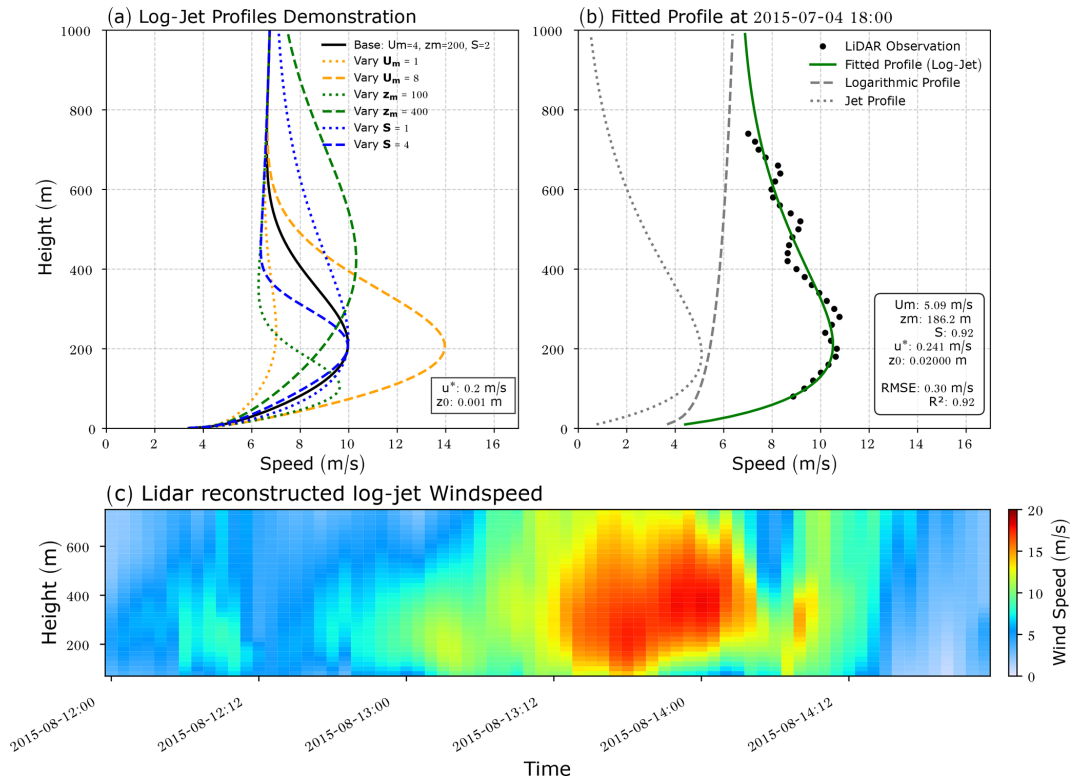 (a) Log-Jet Profiles Demonstration
1000
800
600
400
200
0
Height (m)
0 2 4 6 8 10 12 14 16
Speed (m/s)
Base: Um=4, zm=200, S=2
Vary Um = 1
Vary Um = 8
Vary zm = 100
Vary zm = 400
Vary S = 1
Vary S = 4
u*: 0.2 m/s
z0: 0.001 m
(b) Fitted Profile at 2015-07-04 18:00
1000
800
600
400
200
0
0 2 4 6 8 10 12 14 16
Speed (m/s)
LiDAR Observation
Fitted Profile (Log-Jet)
Logarithmic Profile
Jet Profile
Um: 5.09 m/s
zm: 186.2 m
S: 0.92
u*: 0.241 m/s
z0: 0.02000 m
RMSE: 0.30 m/s
R²: 0.92
(c) Lidar reconstructed log-jet Windspeed
600
400
200
Height (m)
2015-08-12:00
2015-08-12:12
2015-08-13:00
2015-08-13:12
2015-08-14:00
2015-08-14:12
Time
20
15
10
5
0
Wind Speed (m/s)